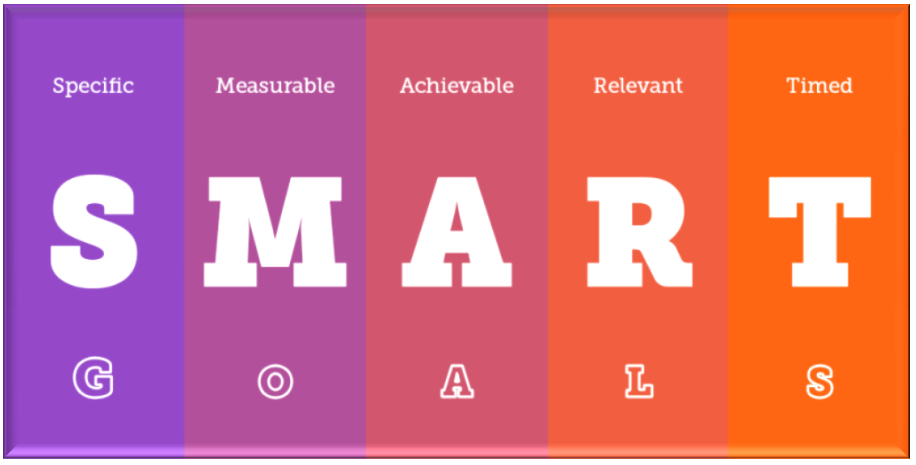 Specific Measurable Achievable Relevant Timed
S M A R T
G O A L S